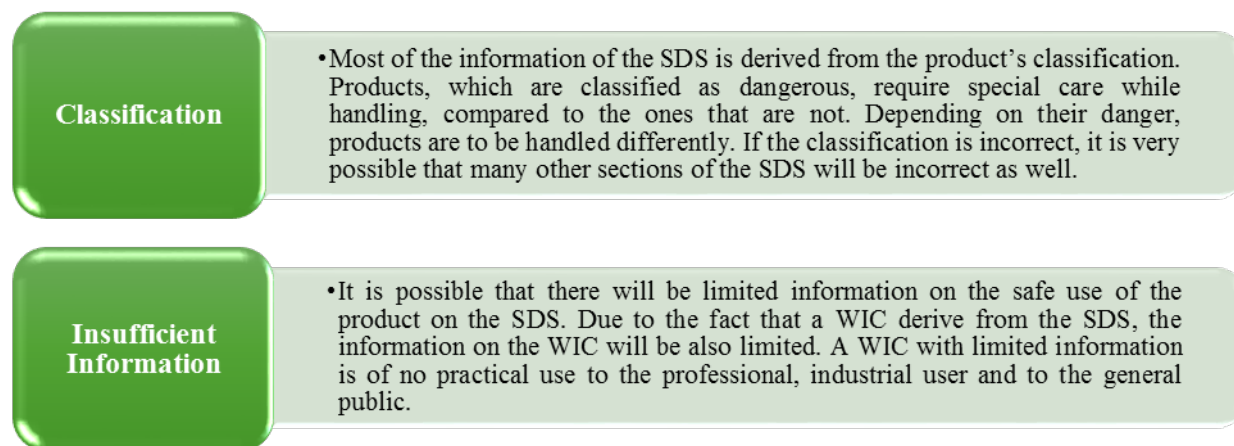 Classification
•Most of the information of the SDS is derived from the product's classification.
Products, which are classified as dangerous, require special care while
handling, compared to the ones that are not. Depending on their danger,
products are to be handled differently. If the classification is incorrect, it is very
possible that many other sections of the SDS will be incorrect as well.
Insufficient
Information
•It is possible that there will be limited information on the safe use of the
product on the SDS. Due to the fact that a WIC derive from the SDS, the
information on the WIC will be also limited. A WIC with limited information
is of no practical use to the professional, industrial user and to the general
public.